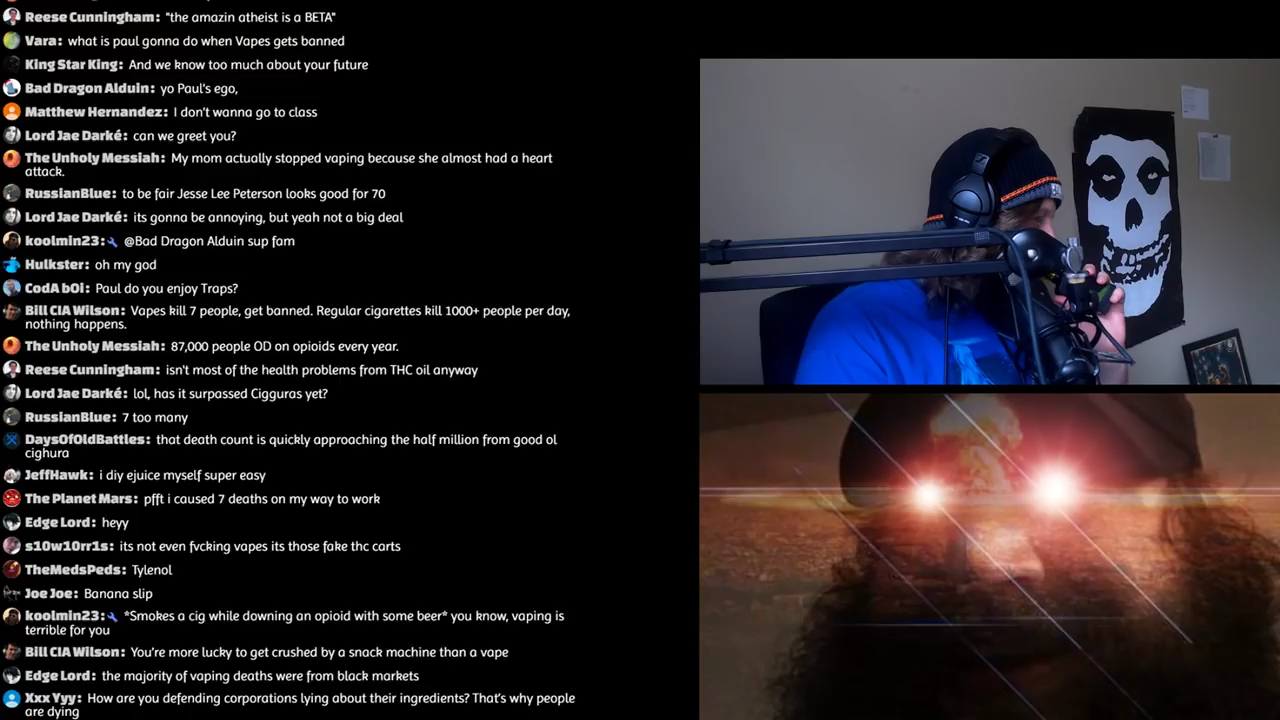 Reese Cunningham: "the amazin atheist is a BETA"
Vara: what is paul gonna do when Vapes gets banned
King Star King: And we know too much about your future
Bad Dragon Alduin: yo Paul's ego,
Matthew Hernandez: I don't wanna go to class
Lord Jae Darké: can we greet you?
The Unholy Messiah: My mom actually stopped vaping because she almost had a heart
attack.
RussianBlue: to be fair Jesse Lee Peterson looks good for 70
Lord Jae Darké: its gonna be annoying, but yeah not a big deal
koolmin23: @Bad Dragon Alduin sup fam
Hulkster: oh my god
CodA bOi: Paul do you enjoy Traps?
Bill CIA Wilson: Vapes kill 7 people, get banned. Regular cigarettes kill 1000+ people per day,
nothing happens.
The Unholy Messiah: 87,000 people OD on opioids every year.
Reese Cunningham: isn't most of the health problems from THC oil anyway
Lord Jae Darké: lol, has it surpassed Cigguras yet?
RussianBlue: 7 too many
DaysOfOldBattles: that death count is quickly approaching the half million from good ol
cighura
JeffHawk: i diy ejuice myself super easy
The Planet Mars: pfft i caused 7 deaths on my way to work
Edge Lord: heyy
s10w10rr1s: its not even fvcking vapes its those fake thc carts
TheMedsPeds: Tylenol
Joe Joe: Banana slip
koolmin23: *Smokes a cig while downing an opioid with some beer* you know, vaping is
terrible for you
Bill CIA Wilson: You're more lucky to get crushed by a snack machine than a vape
Edge Lord: the majority of vaping deaths were from black markets
Xxx Yyy: How are you defending corporations lying about their ingredients? That's why people
are dying